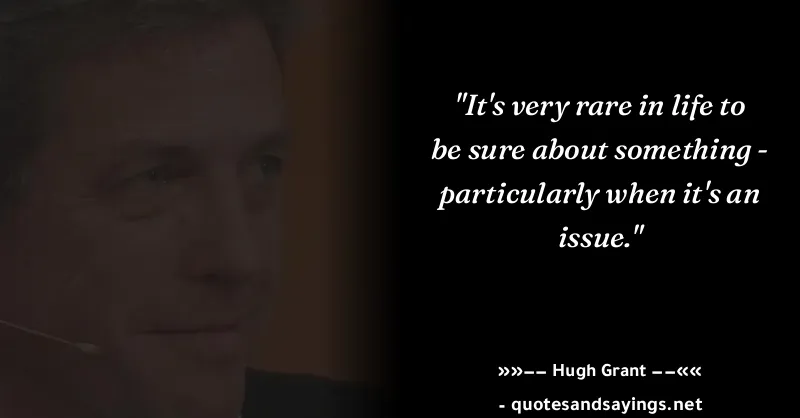 "It's very rare in life to
be sure about something -
particularly when it's an
issue."
»»−− Hugh Grant −−««
- quotesandsayings.net